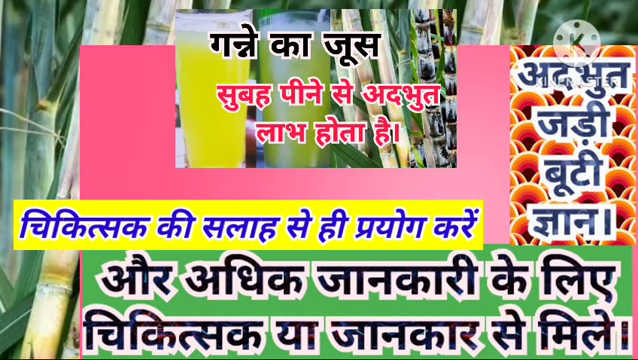 गन्ने का जूस
सुबह पीने से अदभुत
लाभ होता है।
अदभुत
जड़ी
बूटी
ज्ञान।
चिकित्सक की सलाह से ही प्रयोग करें
और अधिक जानकारी के लिए
चिकित्सक या जानकार से मिले।